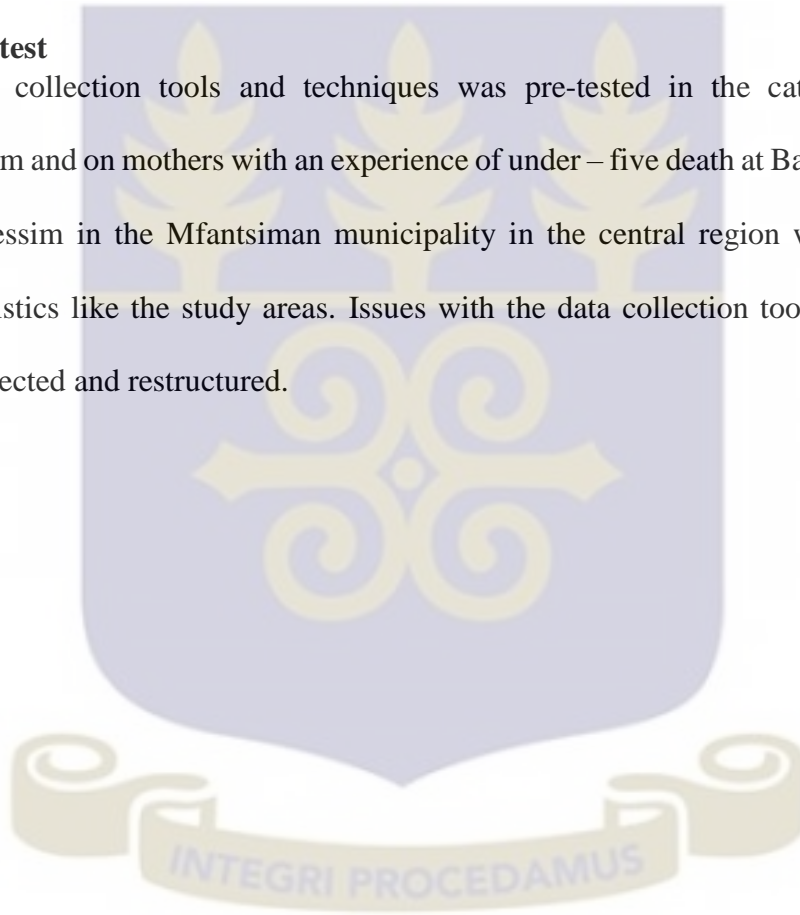 test
collection tools and techniques was pre-tested in the cat
m and on mothers with an experience of under – five death at Ba
essim in the Mfantsiman municipality in the central region
istics like the study areas. Issues with the data collection too
ected and restructured.
INTEGRI PROCEDAMUS